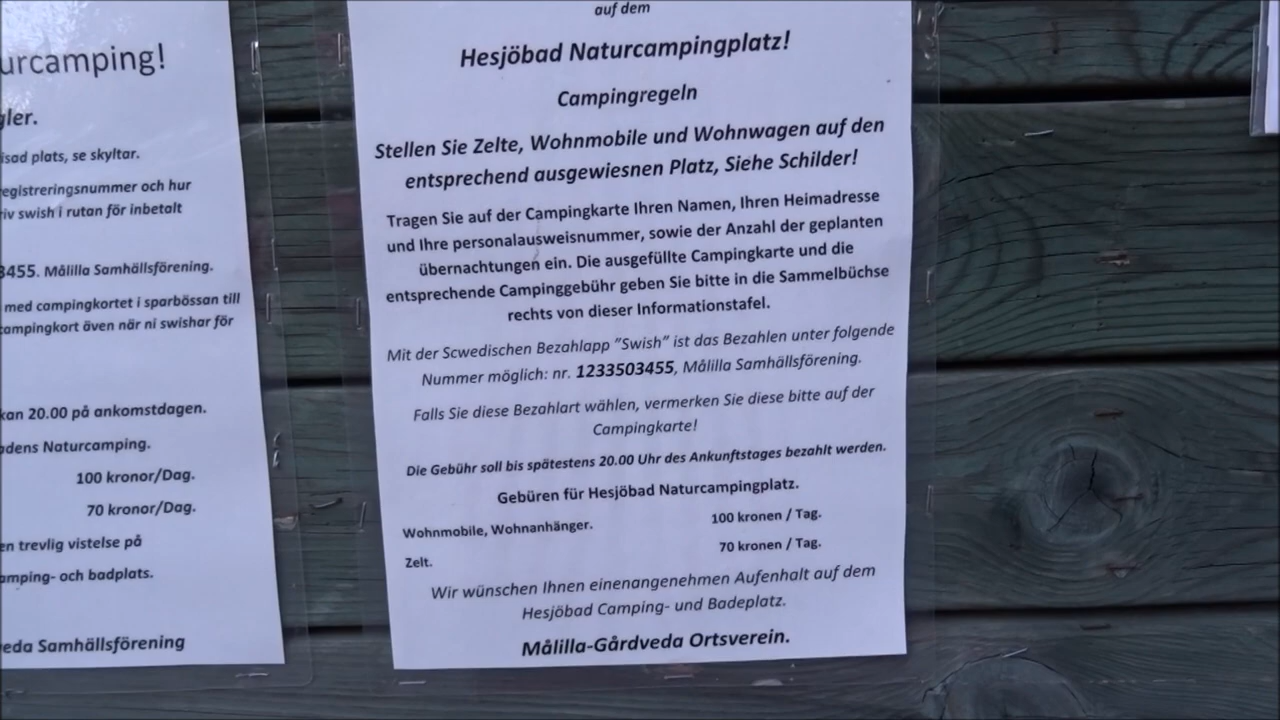 urcamping!
gler.
isad plats, se skyltar.
egistreringsnummer och hur
riv swish i rutan för inbetalt
3455. Målilla Samhällsförening.
med campingkortet i sparbössan till
campingkort även när ni swishar för
kan 20.00 på ankomstdagen.
adens Naturcamping.
100 kronor/Dag.
70 kronor/Dag.
en trevlig vistelse på
amping- och badplats.
veda Samhällsförening
auf dem
Hesjöbad Naturcampingplatz!
Campingregeln
Stellen Sie Zelte, Wohnmobile und Wohnwagen auf den
entsprechend ausgewiesnen Platz, Siehe Schilder!
Tragen Sie auf der Campingkarte Ihren Namen, Ihren Heimadresse
und Ihre personalausweisnummer, sowie der Anzahl der geplanten
übernachtungen ein. Die ausgefüllte Campingkarte und die
entsprechende Campinggebühr geben Sie bitte in die Sammelbüchse
rechts von dieser Informationstafel.
Mit der Scwedischen Bezahlapp ”Swish” ist das Bezahlen unter folgende
Nummer möglich: nr. 1233503455, Målilla Samhällsförening.
Falls Sie diese Bezahlart wählen, vermerken Sie diese bitte auf der
Campingkarte!
Die Gebühr soll bis spätestens 20.00 Uhr des Ankunftstages bezahlt werden.
Gebüren für Hesjöbad Naturcampingplatz.
Wohnmobile, Wohnanhänger. 100 kronen / Tag.
Zelt. 70 kronen / Tag.
Wir wünschen Ihnen einenangenehmen Aufenhalt auf dem
Hesjöbad Camping- und Badeplatz.
Målilla-Gårdveda Ortsverein.